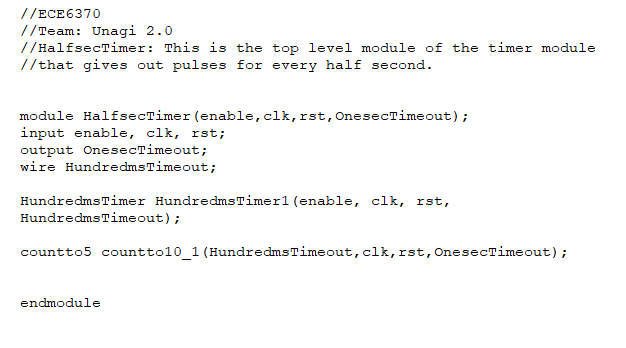 //ECE6370
//Team: Unagi 2.0
//HalfsecTimer: This is the top level module of the timer module
//that gives out pulses for every half second.
module HalfsecTimer(enable,clk,rst,OnesecTimeout);
input enable, clk, rst;
output OnesecTimeout;
wire HundredmsTimeout;
HundredmsTimer HundredmsTimer1(enable, clk, rst,
HundredmsTimeout);
countto5 countto10_1(HundredmsTimeout,clk,rst,OnesecTimeout);
endmodule